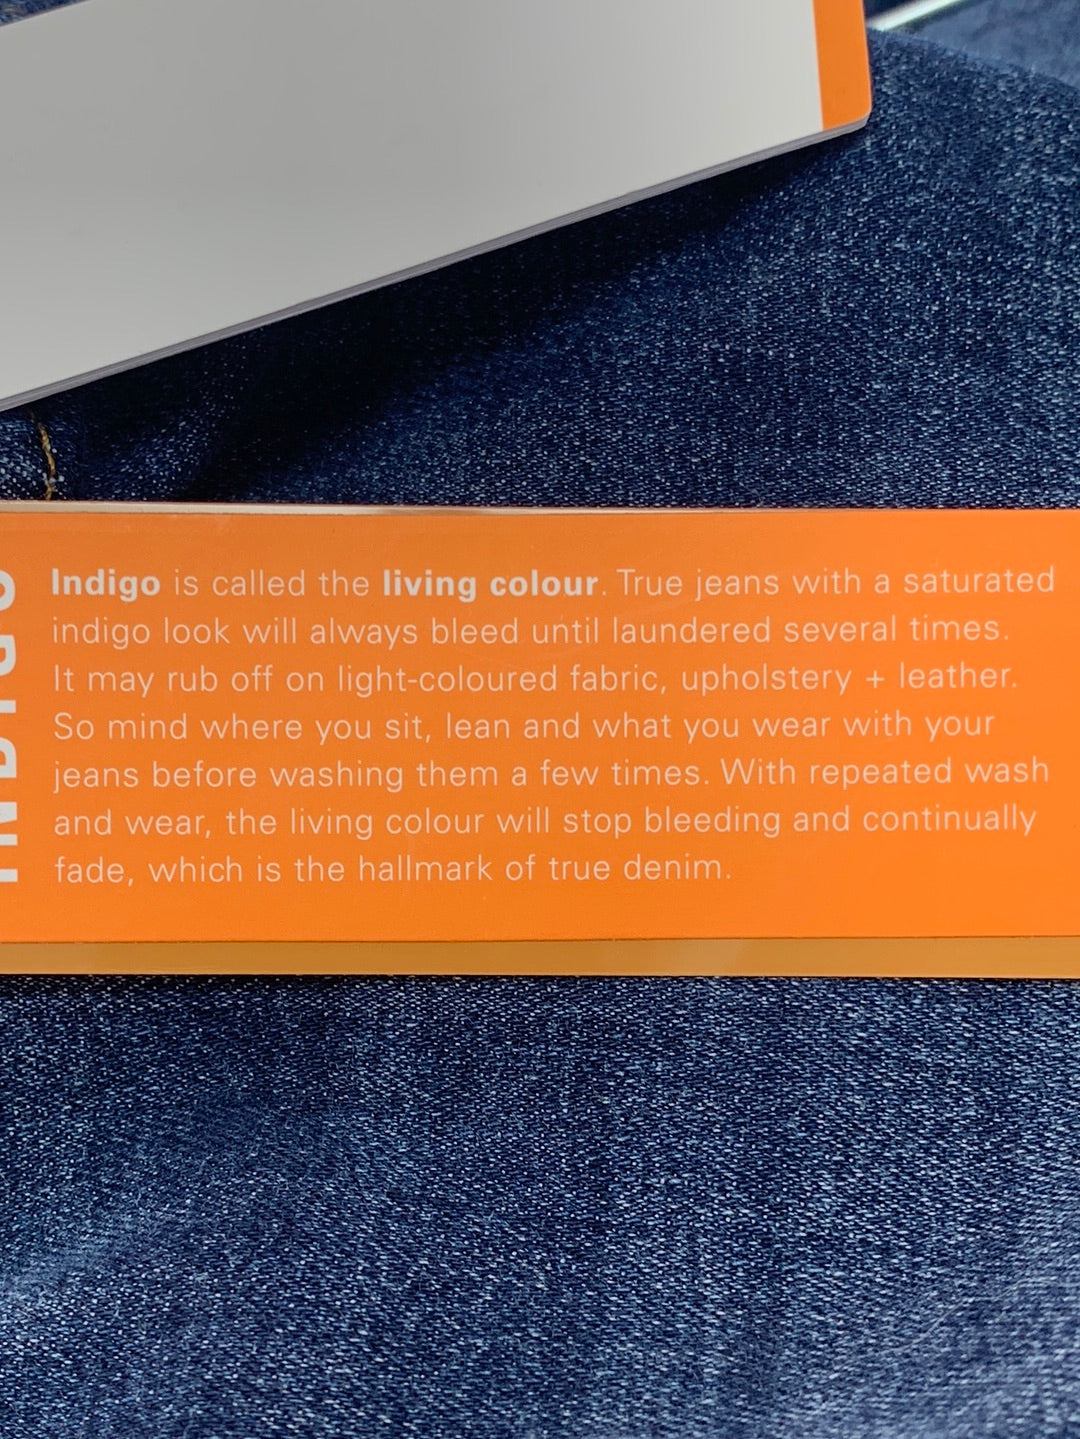 INDIGO
Indigo is called the living colour. True jeans with a saturated
indigo look will always bleed until laundered several times.
It may rub off on light-coloured fabric, upholstery + leather.
So mind where you sit, lean and what you wear with your
jeans before washing them a few times. With repeated wash
and wear, the living colour will stop bleeding and continually
fade, which is the hallmark of true denim.